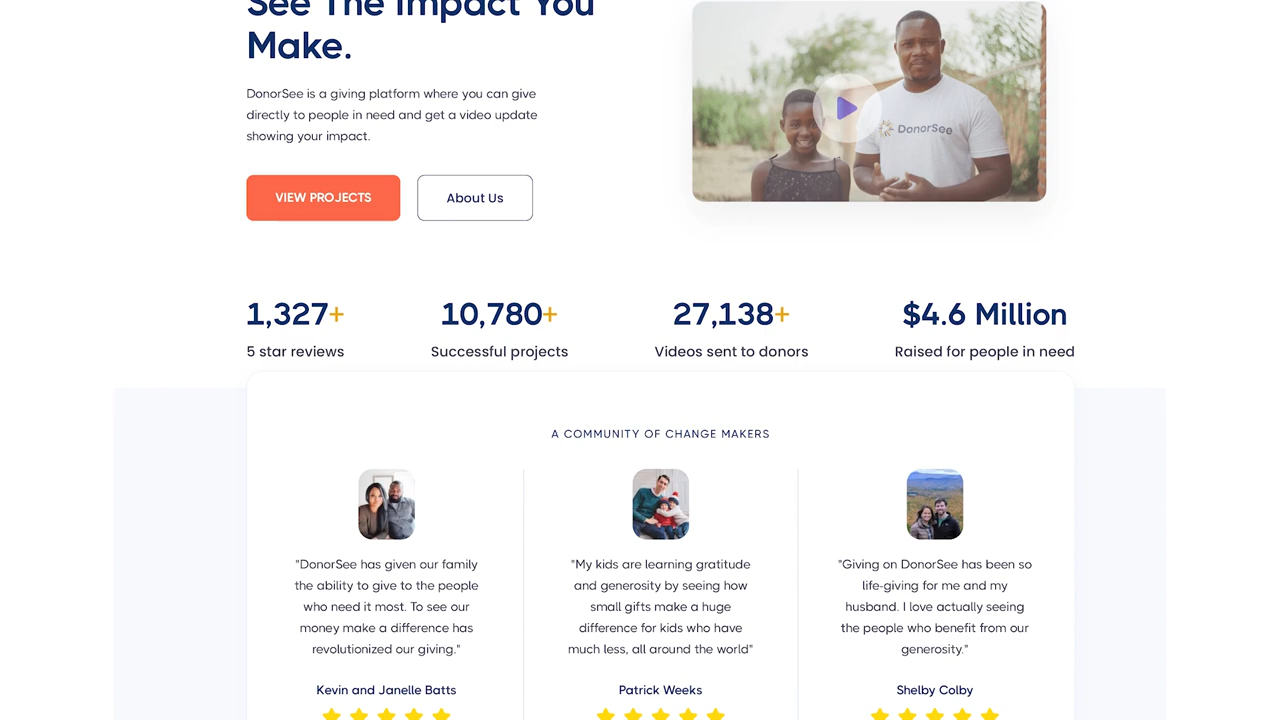 See The Impact You
Make.
DonorSee is a giving platform where you can give
directly to people in need and get a video update
showing your impact.
VIEW PROJECTS
About Us
DonorSee
1,327+
5 star reviews
10,780+
Successful projects
27,138+
Videos sent to donors
$4.6 Million
Raised for people in need
A COMMUNITY OF CHANGE MAKERS
"DonorSee has given our family
the ability to give to the people
who need it most. To see our
money make a difference has
revolutionized our giving."
Kevin and Janelle Batts
"My kids are learning gratitude
and generosity by seeing how
small gifts make a huge
difference for kids who have
much less, all around the world"
Patrick Weeks
"Giving on DonorSee has been so
life-giving for me and my
husband. I love actually seeing
the people who benefit from our
generosity."
Shelby Colby